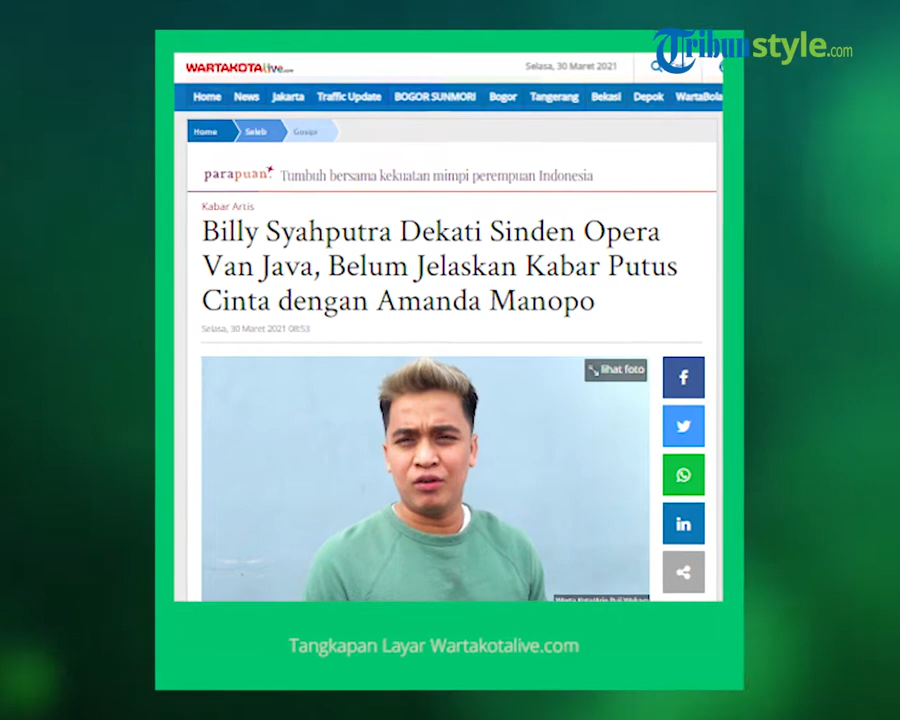 Tribunstyle.com
WARTAKOTAlive.com
Selasa, 30 Maret 2021
Home News Jakarta Traffic Update BOGOR SUNMORI Bogor Tangerang Bekasi Depok WartaBola
Home Seleb Gosip
parapuan Tumbuh bersama kekuatan mimpi perempuan Indonesia
Kabar Artis
Billy Syahputra Dekati Sinden Opera
Van Java, Belum Jelaskan Kabar Putus
Cinta dengan Amanda Manopo
Selasa, 30 Maret 2021 08:53
lihat foto
Tangkapan Layar Wartakotalive.com